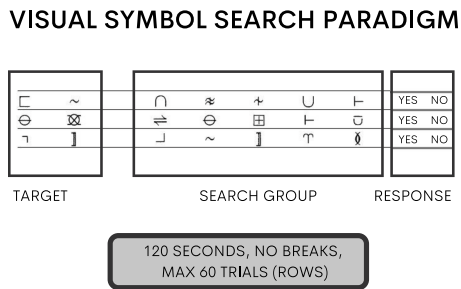 VISUAL SYMBOL SEARCH PARADIGM
⊏ ~ ∩ ≋ ≁ ∪ ⊢ YES NO
⊖ ⊠ ⇌ ⊖ ⊞ ⊢ YES NO
⅂ ] ⅃ ~ ] ♈ YES NO
TARGET SEARCH GROUP RESPONSE
120 SECONDS, NO BREAKS,
MAX 60 TRIALS (ROWS)